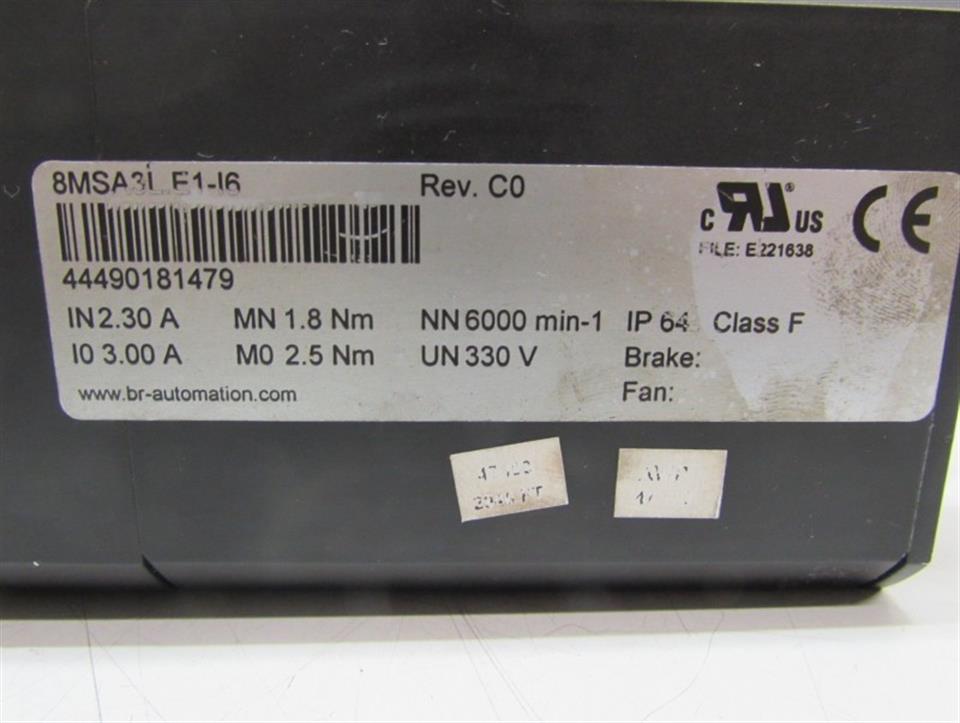 8MSA3L.E1-I6 Rev. C0
c RU ® US CE
FILE: E221638
44490181479
IN 2.30 A MN 1.8 Nm NN 6000 min-1 IP 64 Class F
I0 3.00 A M0 2.5 Nm UN 330 V Brake:
www.br-automation.com Fan: